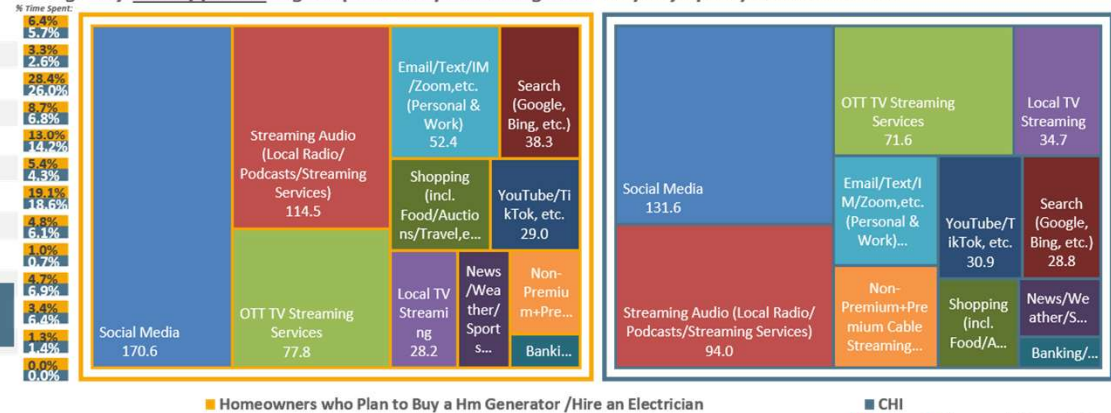 % Time Spent:
6.4%
5.7%
3.3%
2.6%
28.4%
26.0%
8.7%
6.8%
13.0%
14.2%
5.4%
4.3%
19.1%
18.6%
4.8%
6.1%
1.0%
0.7%
4.7%
6.9%
3.4%
6.4%
1.3%
1.4%
0.0%
0.0%
Social Media
170.6
Streaming Audio
(Local Radio/
Podcasts/Streaming
Services)
114.5
OTT TV Streaming
Services
77.8
Email/Text/IM
/Zoom,etc.
(Personal &
Work)
52.4
Search
(Google,
Bing, etc.)
38.3
Shopping
(incl.
Food/Auctio
ns/Travel,e...
YouTube/Ti
kTok, etc.
29.0
Local TV
Streami
ng
28.2
News
/Wea
ther/
Sport
s...
Non-
Premiu
m+Pre...
Banki...
Social Media
131.6
Streaming Audio (Local Radio/
Podcasts/Streaming Services)
94.0
OTT TV Streaming
Services
71.6
Local TV
Streaming
34.7
Email/Text/I
M/Zoom,etc.
(Personal &
Work)...
YouTube/T
ikTok, etc.
30.9
Search
(Google,
Bing, etc.)
28.8
Non-
Premium+Pre
mium Cable
Streaming...
Shopping
(incl.
Food/A...
News/We
ather/S...
Banking/...
Homeowners who Plan to Buy a Hm Generator /Hire an Electrician
CHI